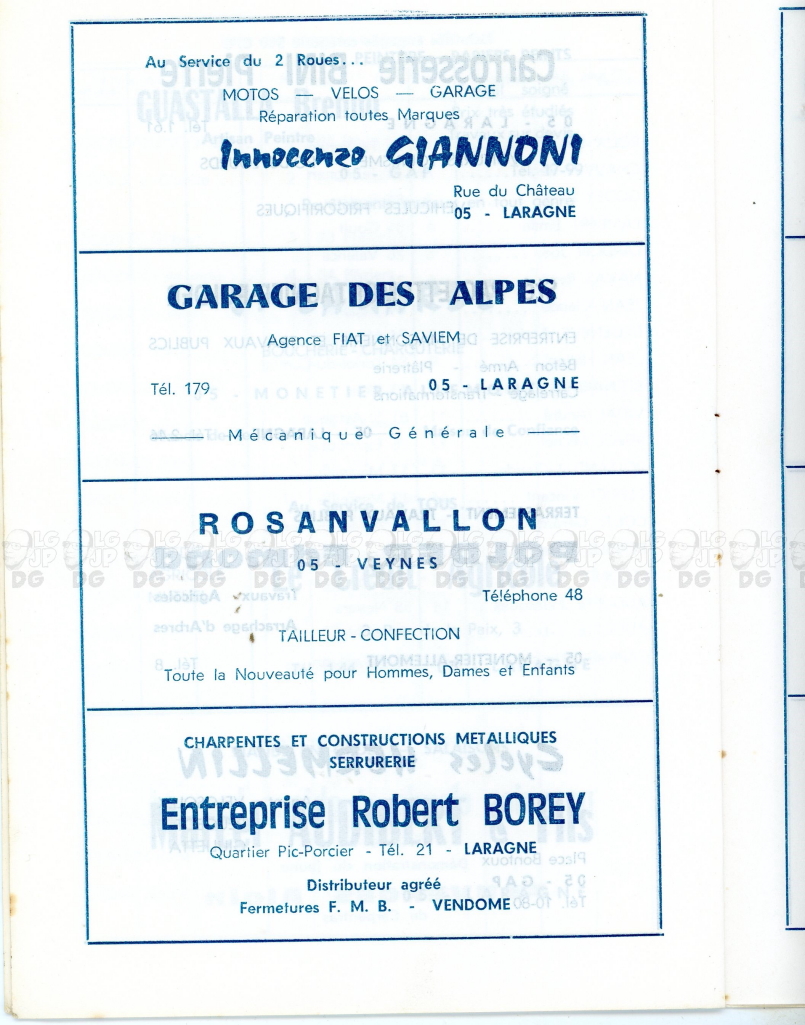 Au Service du 2 Roues...
MOTOS — VELOS — GARAGE
Réparation toutes Marques
Innocenzo GIANNONI
Rue du Château
05 - LARAGNE
GARAGE DES ALPES
Agence FIAT et SAVIEM
Tél. 179 05 - LARAGNE
Mécanique Générale
ROSANVALLON
05 - VEYNES
Téléphone 48
TAILLEUR - CONFECTION
Toute la Nouveauté pour Hommes, Dames et Enfants
CHARPENTES ET CONSTRUCTIONS METALLIQUES
SERRURERIE
Entreprise Robert BOREY
Quartier Pic-Porcier - Tél. 21 - LARAGNE
Distributeur agréé
Fermetures F. M. B. - VENDOME